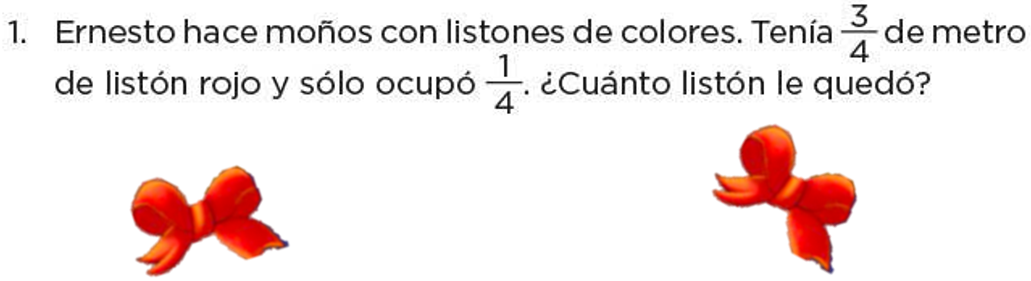 1. Ernesto hace moños con listones de colores. Tenía 3/4 de metro
de listón rojo y sólo ocupó 1/4. ¿Cuánto listón le quedó?